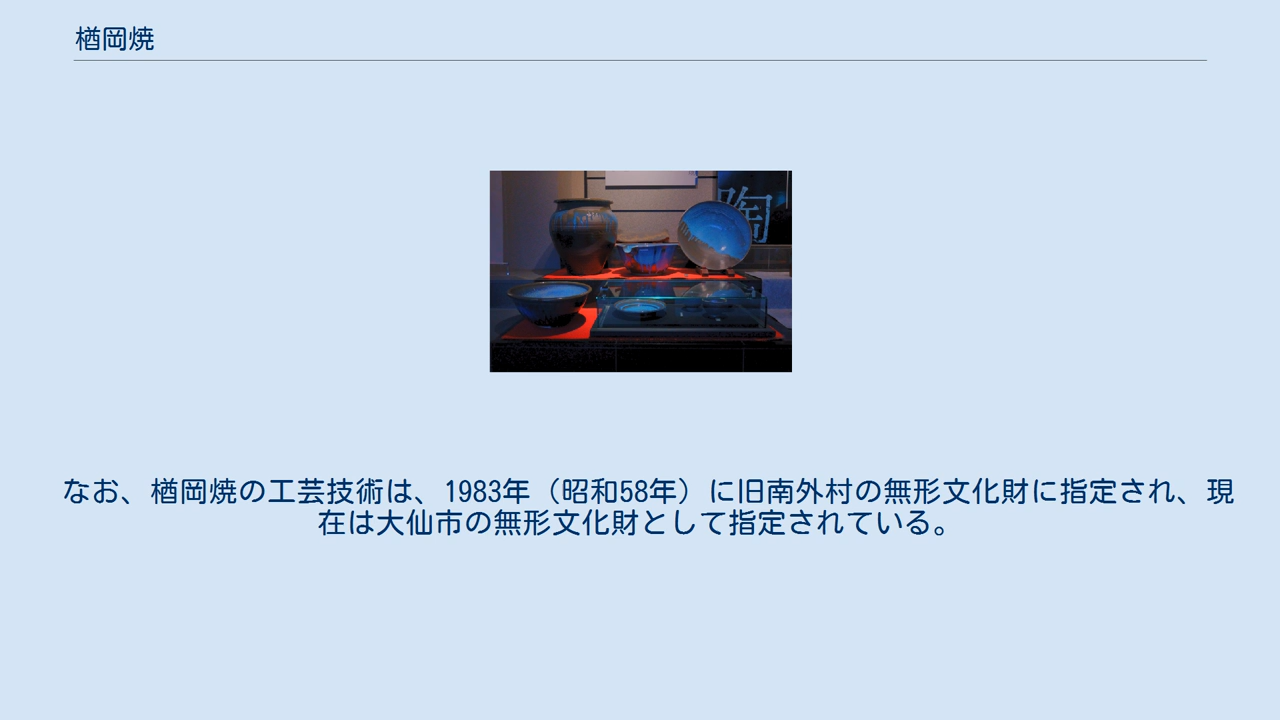 楢岡焼
陶
なお、楢岡焼の工芸技術は、1983年（昭和58年）に旧南外村の無形文化財に指定され、現
在は大仙市の無形文化財として指定されている。